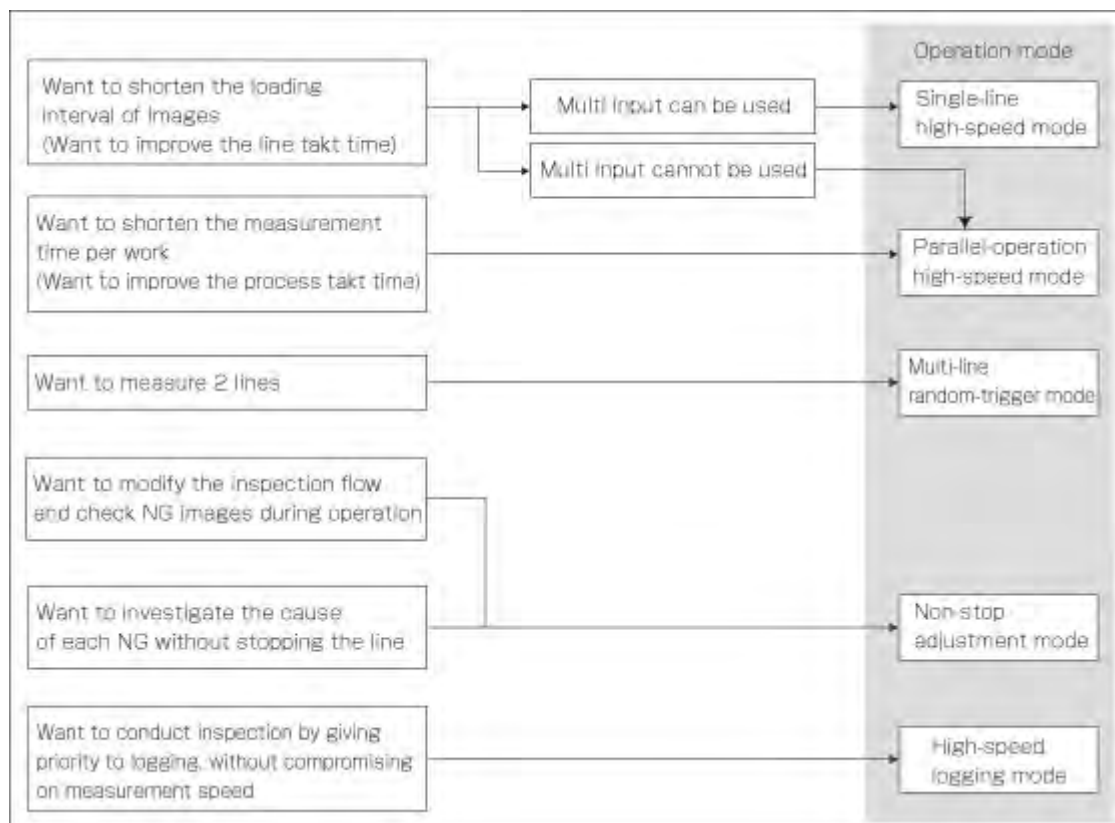 Operation mode
Want to shorten the loading
interval of images
(Want to improve the line takt time)
Multi input can be used
Single-line
high-speed mode
Multi input cannot be used
Want to shorten the measurement
time per work
(Want to improve the process takt time)
Parallel-operation
high-speed mode
Want to measure 2 lines
Multi-line
random-trigger mode
Want to modify the inspection flow
and check NG images during operation
Want to investigate the cause
of each NG without stopping the line
Non-stop
adjustment mode
Want to conduct inspection by giving
priority to logging, without compromising
on measurement speed
High-speed
logging mode